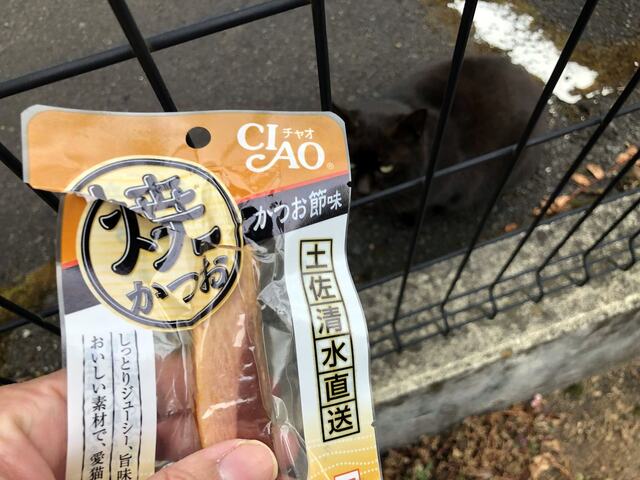 CIAO
チャオ
焼
かつお
かつお節味
土佐清水直送
しっとりジューシー、旨味
おいしい素材で、愛猫